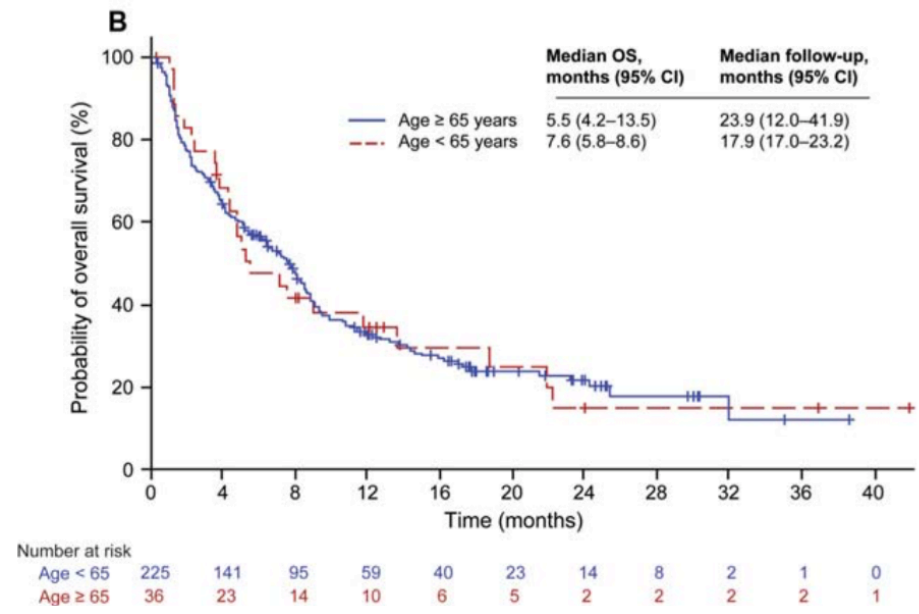 B
Median OS, Median follow-up,
months (95% CI) months (95% CI)
Age ≥ 65 years 5.5 (4.2–13.5) 23.9 (12.0–41.9)
Age < 65 years 7.6 (5.8–8.6) 17.9 (17.0–23.2)
Probability of overall survival (%)
100
80
60
40
20
0
0 4 8 12 16 20 24 28 32 36 40
Time (months)
Number at risk
Age < 65 225 141 95 59 40 23 14 8 2 1 0
Age ≥ 65 36 23 14 10 6 5 2 2 2 2 1